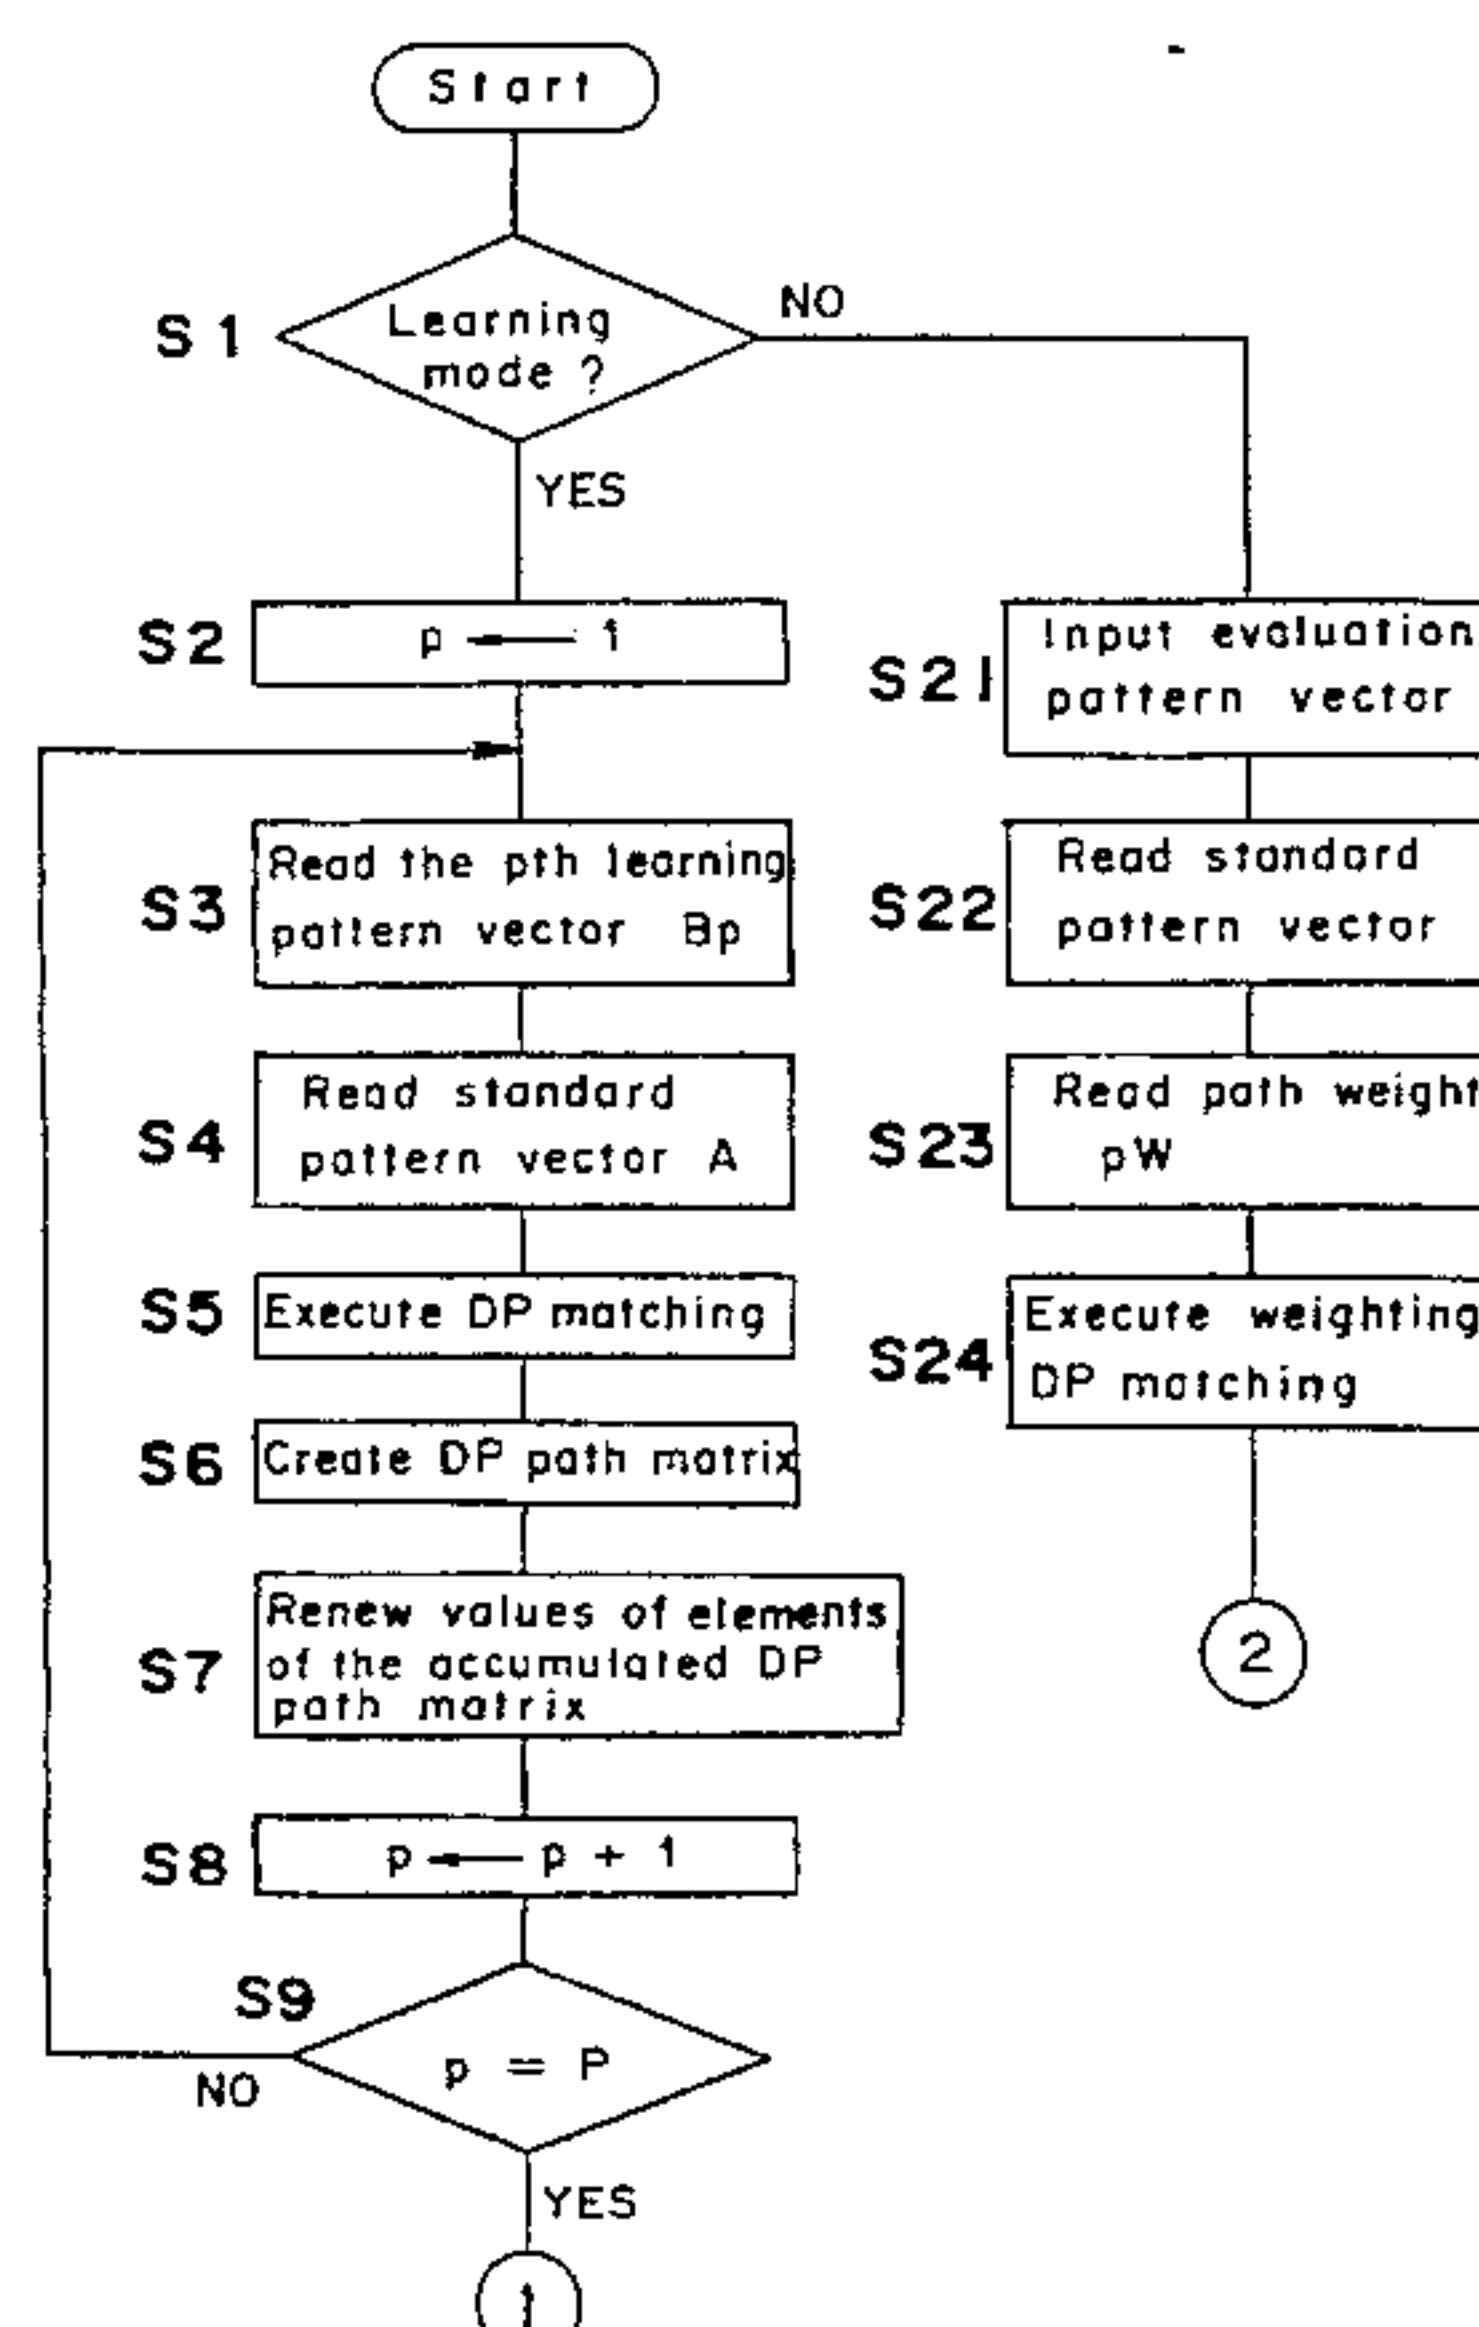 Start
S1
Learning
mode ?
NO
YES
S2
p ← 1
S3
Read the pth learning
pattern vector Bp
S4
Read standard
pattern vector A
S5
Execute DP matching
S6
Create DP path matrix
S7
Renew values of elements
of the accumulated DP
path matrix
S8
p ← p + 1
S9
p = P
NO
YES
1
S21
Input evaluation
pattern vector
S22
Read standard
pattern vector
S23
Read path weight
pW
S24
Execute weighting
DP matching
2